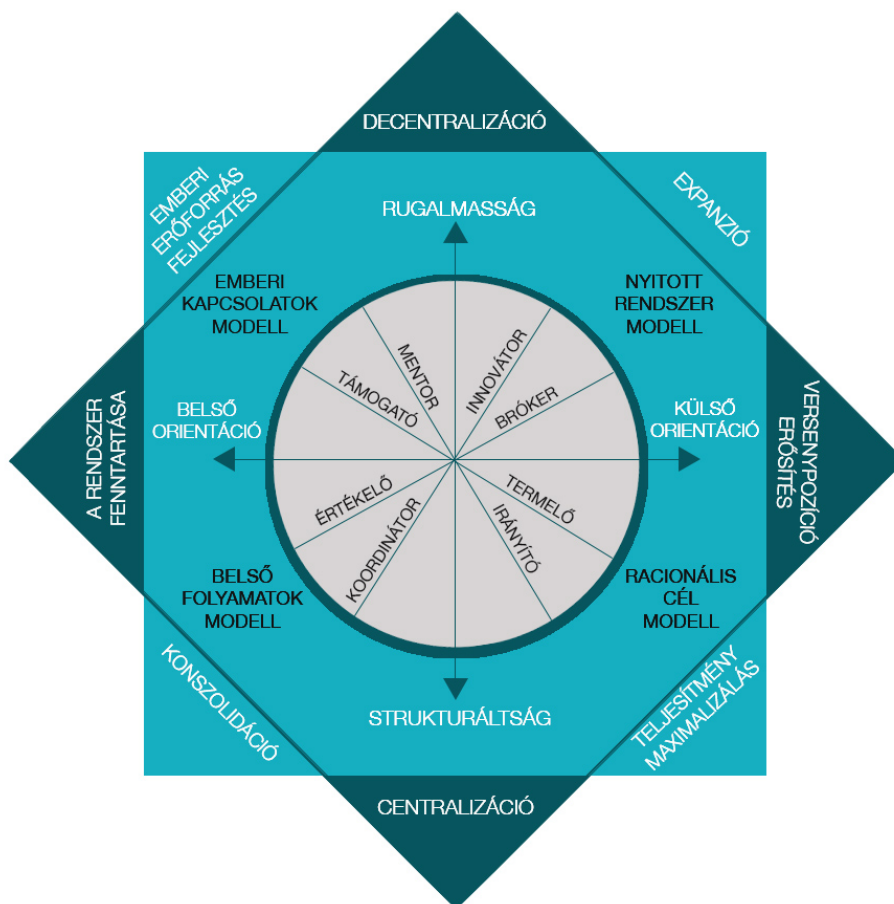 DECENTRALIZÁCIÓ
EMBERI
ERŐFORRÁS
FEJLESZTÉS
EXPANZIÓ
RUGALMASSÁG
EMBERI
KAPCSOLATOK
MODELL
NYITOTT
RENDSZER
MODELL
MENTOR
INNOVÁTOR
TÁMOGATÓ
BRÓKER
A RENDSZER
FENNTARTÁSA
BELSŐ
ORIENTÁCIÓ
KÜLSŐ
ORIENTÁCIÓ
VERSENYPOZÍCIÓ
ERŐSÍTÉS
ÉRTÉKELŐ
TERMELŐ
KOORDINÁTOR
IRÁNYÍTÓ
BELSŐ
FOLYAMATOK
MODELL
RACIONÁLIS
CÉL
MODELL
KONSZOLIDÁCIÓ
STRUKTURÁLTSÁG
TELJESÍTMÉNY
MAXIMALIZÁLÁS
CENTRALIZÁCIÓ